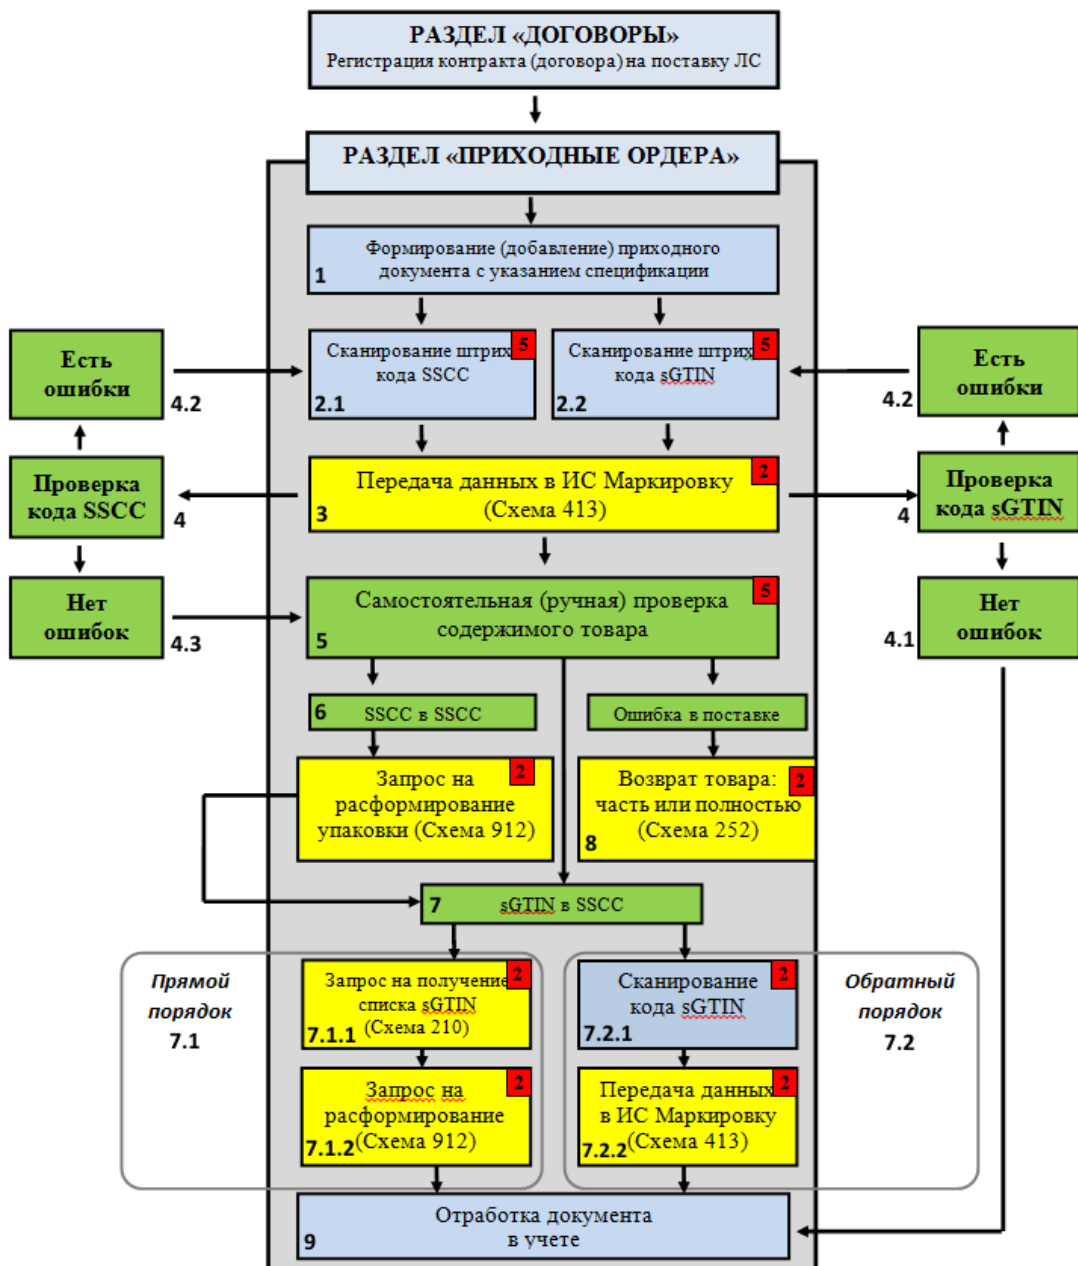 РАЗДЕЛ «ДОГОВОРЫ»
Регистрация контракта (договора) на поставку ЛС
РАЗДЕЛ «ПРИХОДНЫЕ ОРДЕРА»
Формирование (добавление) приходного
документа с указанием спецификации
1
Есть
ошибки
4.2
Сканирование штрих
кода SSCC
5
2.1
Сканирование штрих
кода sGTIN
5
2.2
Есть
ошибки
4.2
Проверка
кода SSCC
4
Передача данных в ИС Маркировку
(Схема 413)
2
3
Проверка
кода sGTIN
4
Нет
ошибок
4.3
Самостоятельная (ручная) проверка
содержимого товара
5
5
Нет
ошибок
4.1
6
SSCC в SSCC
Ошибка в поставке
Запрос на
расформирование
упаковки (Схема 912)
2
Возврат товара:
часть или полностью
(Схема 252)
2
8
7
sGTIN в SSCC
Прямой
порядок
7.1
Запрос на получение
списка sGTIN
(Схема 210)
2
7.1.1
Сканирование
кода sGTIN
2
7.2.1
Обратный
порядок
7.2
Запрос на
расформирование
(Схема 912)
2
7.1.2
Передача данных
в ИС Маркировку
(Схема 413)
2
7.2.2
Отработка документа
в учете
9